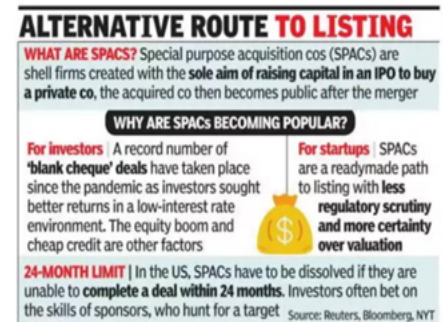 ALTERNATIVE ROUTE TO LISTING
WHAT ARE SPACS? Special purpose acquisition cos (SPACs) are
shell firms created with the sole aim of raising capital in an IPO to buy
a private co, the acquired co then becomes public after the merger
WHY ARE SPACs BECOMING POPULAR?
For investors | A record number of
'blank cheque' deals have taken place
since the pandemic as investors sought
better returns in a low-interest rate
environment. The equity boom and
cheap credit are other factors
For startups | SPACs
are a readymade path
to listing with less
regulatory scrutiny
and more certainty
over valuation
$
24-MONTH LIMIT | In the US, SPACs have to be dissolved if they are
unable to complete a deal within 24 months. Investors often bet on
the skills of sponsors, who hunt for a target
Source: Reuters, Bloomberg, NYT